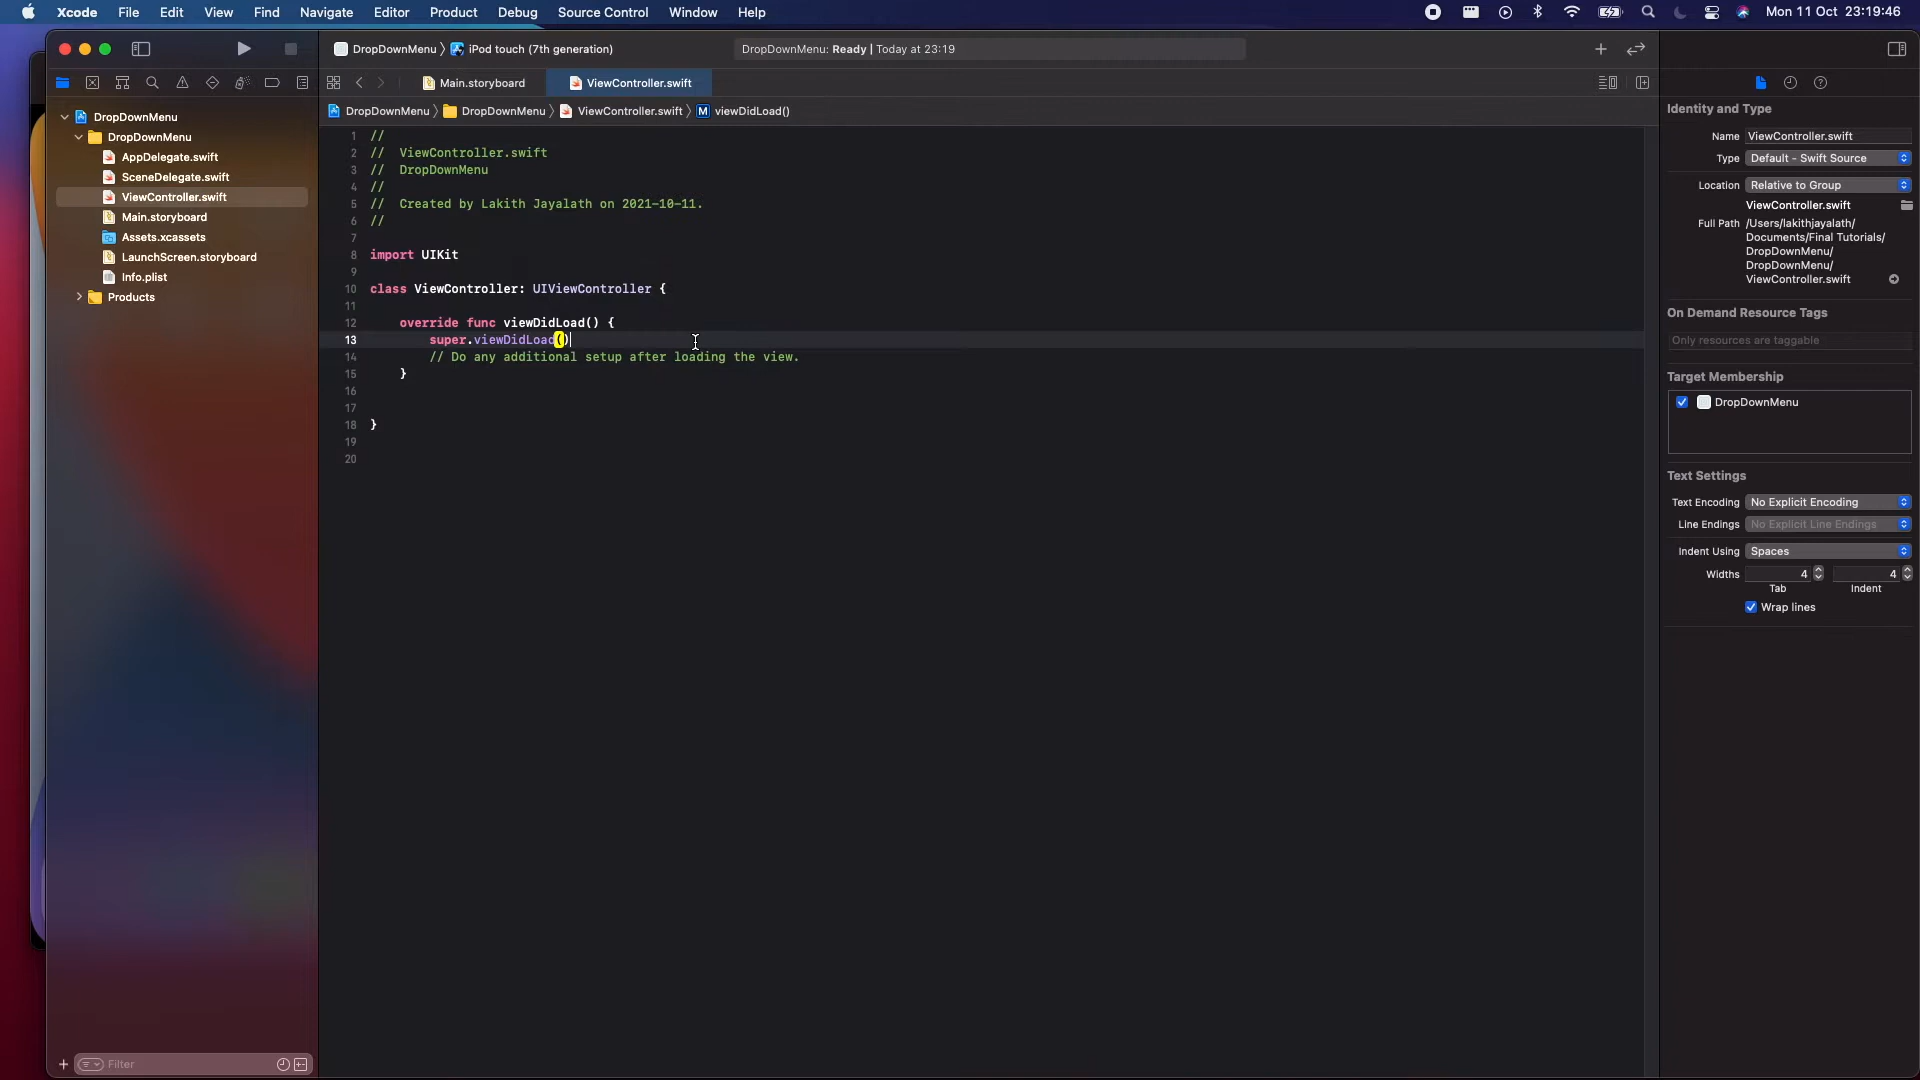 Xcode File Edit View Find Navigate Editor Product Debug Source Control Window Help Mon 11 Oct 23:19:46
DropDownMenu iPod touch (7th generation) DropDownMenu: Ready | Today at 23:19
Main.storyboard ViewController.swift
DropDownMenu DropDownMenu ViewController.swift M viewDidLoad()
DropDownMenu
DropDownMenu
AppDelegate.swift
SceneDelegate.swift
ViewController.swift
Main.storyboard
Assets.xcassets
LaunchScreen.storyboard
Info.plist
Products
Filter
1 //
2 // ViewController.swift
3 // DropDownMenu
4 //
5 // Created by Lakith Jayalath on 2021-10-11.
6 //
7
8 import UIKit
9
10 class ViewController: UIViewController {
11
12 override func viewDidLoad() {
13 super.viewDidLoad()
14 // Do any additional setup after loading the view.
15 }
16
17
18 }
19
20
Identity and Type
Name ViewController.swift
Type Default - Swift Source
Location Relative to Group
ViewController.swift
Full Path /Users/lakithjayalath/
Documents/Final Tutorials/
DropDownMenu/
DropDownMenu/
ViewController.swift
On Demand Resource Tags
Only resources are taggable
Target Membership
DropDownMenu
Text Settings
Text Encoding No Explicit Encoding
Line Endings No Explicit Line Endings
Indent Using Spaces
Widths 4 4
Tab Indent
Wrap lines